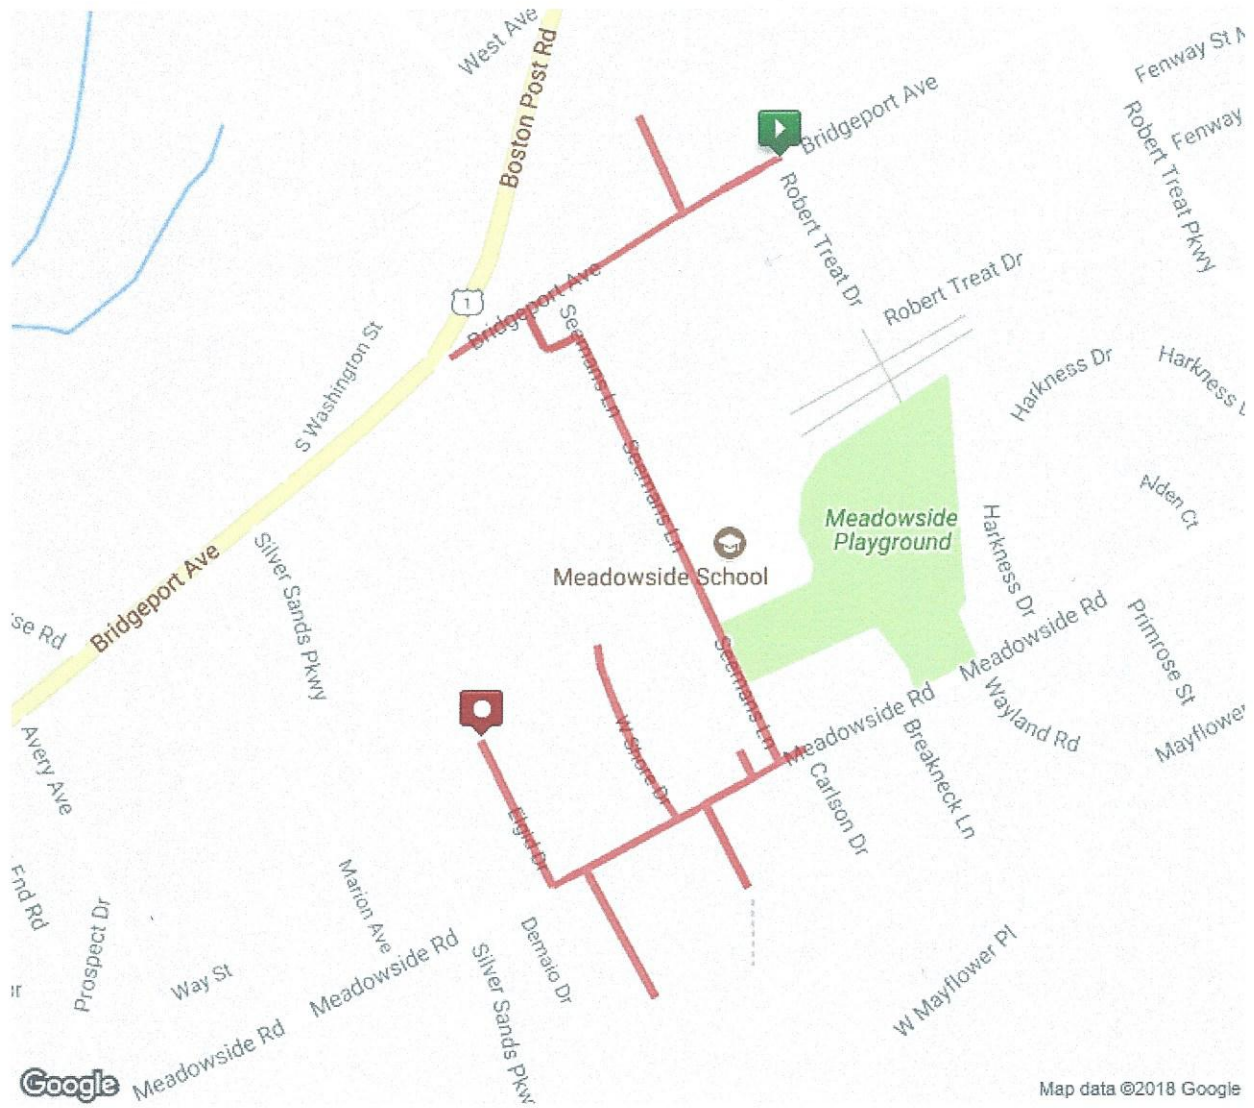 West Ave
Boston Post Rd
Bridgeport Ave
Fenway St
Fenway
Robert Treat Pkwy
Robert Treat Dr
Robert Treat Dr
1
Bridgeport Ave
Seemans Ln
S Washington St
Harkness Dr
Harkness D
Seemans Ln
Alden Ct
Meadowside
Playground
Harkness Dr
Meadowside School
Silver Sands Pkwy
Bridgeport Ave
se Rd
Meadowside Rd
Primrose St
Seemans Ln
Meadowside Rd
Wayland Rd
Mayflower
Breakneck Ln
W Shore Dr
Carlson Dr
Avery Ave
Elgid Dr
End Rd
Marion Ave
Prospect Dr
Demaio Dr
Way St
Meadowside Rd
Silver Sands Pkw
W Mayflower Pl
Meadowside Rd
Google
Map data ©2018 Google